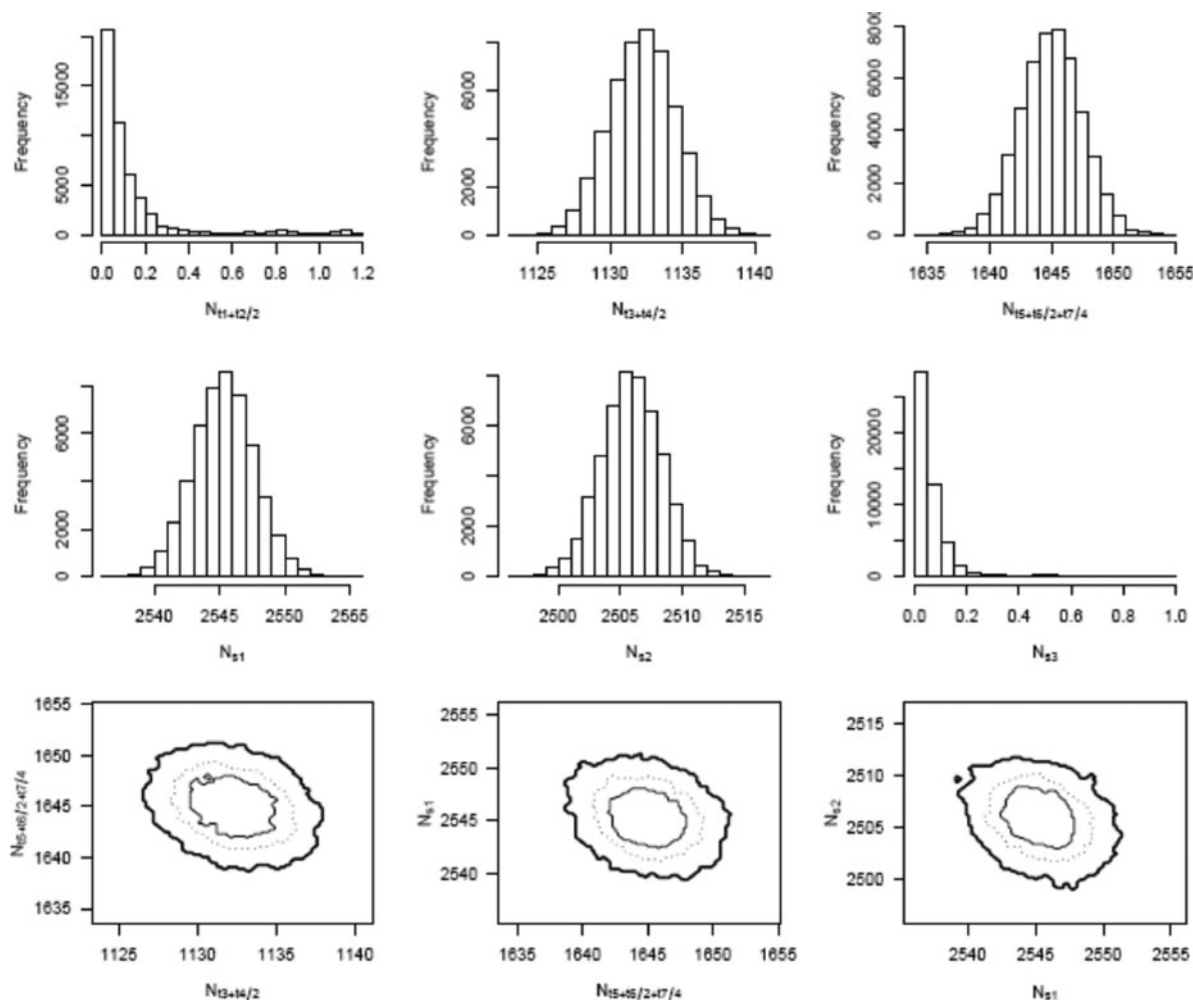 Frequency
0 5000 15000
0.0 0.2 0.4 0.6 0.8 1.0 1.2
Nt1+t2/2
Frequency
0 2000 6000
1125 1130 1135 1140
Nt3+t4/2
Frequency
0 2000 4000 6000 8000
1635 1640 1645 1650 1655
Nt5+t6/2+t7/4
Frequency
0 2000 6000
2540 2545 2550 2555
Ns1
Frequency
0 2000 6000
2500 2505 2510 2515
Ns2
Frequency
0 10000 20000
0.0 0.2 0.4 0.6 0.8 1.0
Ns3
Nt5+t6/2+t7/4
1635 1640 1645 1650 1655
1125 1130 1135 1140
Nt3+t4/2
Ns1
2540 2545 2550 2555
1635 1640 1645 1650 1655
Nt5+t6/2+t7/4
Ns2
2500 2505 2510 2515
2540 2545 2550 2555
Ns1